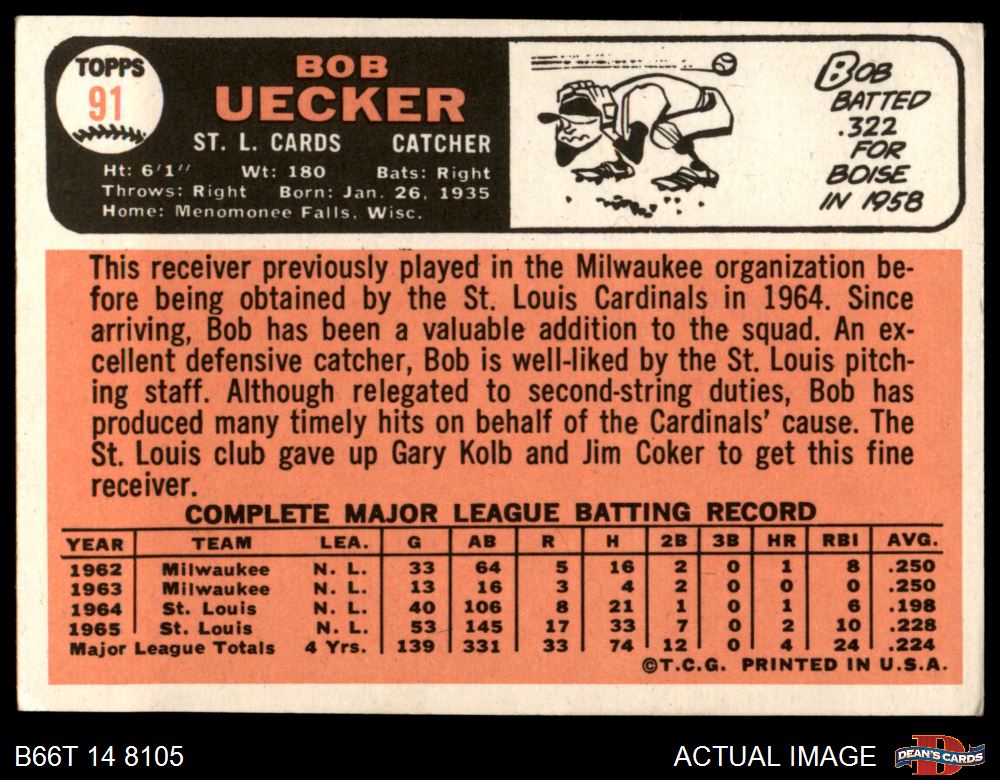 TOPPS
91
BOB
UECKER
ST. L. CARDS CATCHER
Ht: 6'1" Wt: 180 Bats: Right
Throws: Right Born: Jan. 26, 1935
Home: Menomonee Falls, Wisc.
BOB
BATTED
.322
FOR
BOISE
IN 1958
This receiver previously played in the Milwaukee organization be-
fore being obtained by the St. Louis Cardinals in 1964. Since
arriving, Bob has been a valuable addition to the squad. An ex-
cellent defensive catcher, Bob is well-liked by the St. Louis pitch-
ing staff. Although relegated to second-string duties, Bob has
produced many timely hits on behalf of the Cardinals' cause. The
St. Louis club gave up Gary Kolb and Jim Coker to get this fine
receiver.
COMPLETE MAJOR LEAGUE BATTING RECORD
YEAR TEAM LEA. G AB R H 2B 3B HR RBI AVG.
1962 Milwaukee N. L. 33 64 5 16 2 0 1 8 .250
1963 Milwaukee N. L. 13 16 3 4 2 0 0 0 .250
1964 St. Louis N. L. 40 106 8 21 1 0 1 6 .198
1965 St. Louis N. L. 53 145 17 33 7 0 2 10 .228
Major League Totals 4 Yrs. 139 331 33 74 12 0 4 24 .224
©T.C.G. PRINTED IN U.S.A.
B66T 14 8105 ACTUAL IMAGE DEAN'S CARDS